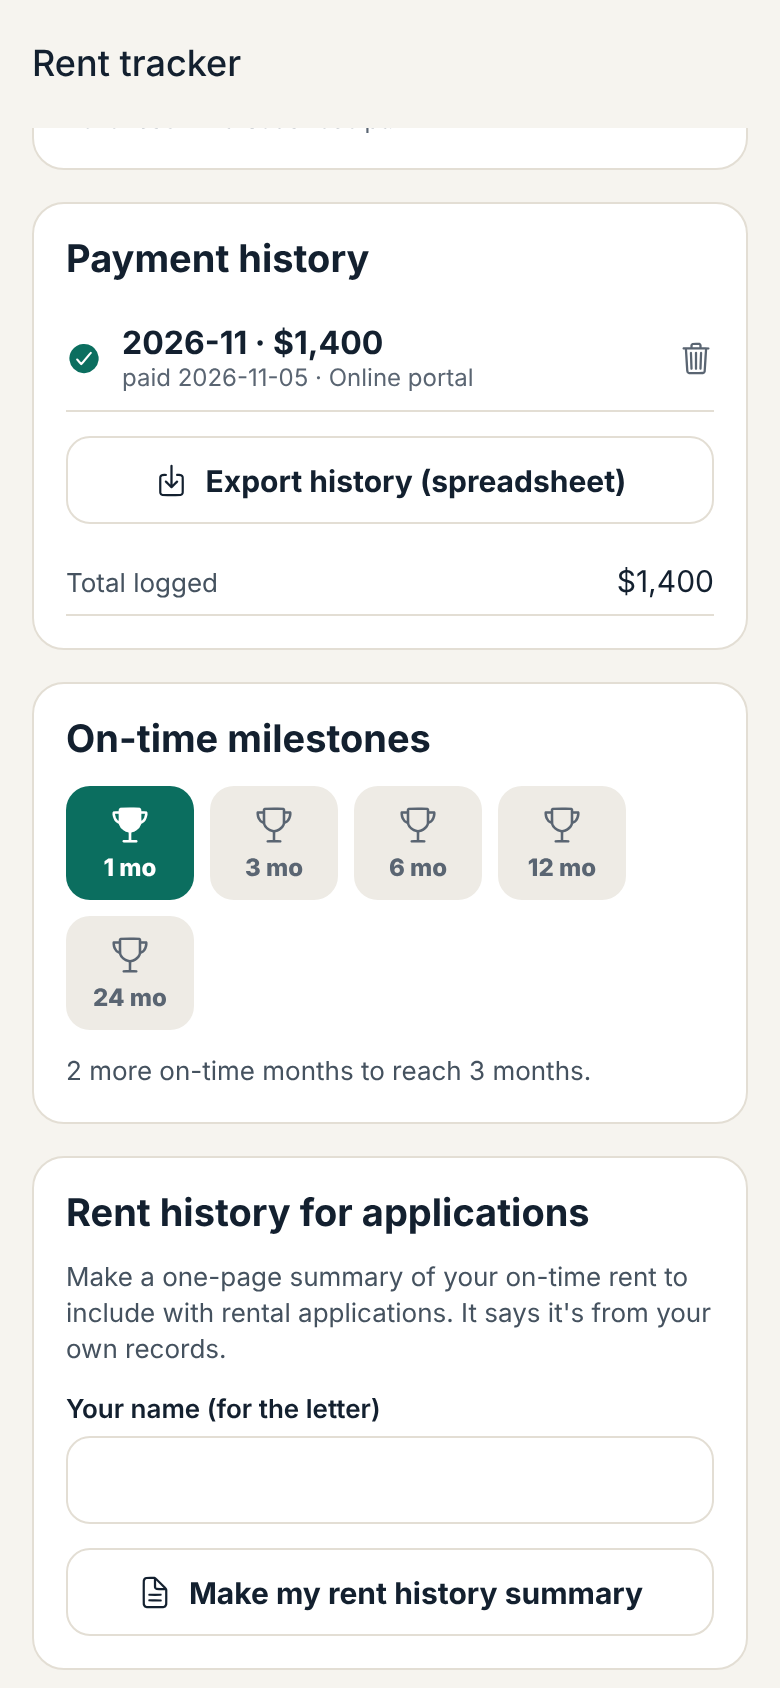 Rent tracker
Payment history
2026-11 · $1,400
paid 2026-11-05 · Online portal
Export history (spreadsheet)
Total logged
$1,400
On-time milestones
1 mo
3 mo
6 mo
12 mo
24 mo
2 more on-time months to reach 3 months.
Rent history for applications
Make a one-page summary of your on-time rent to
include with rental applications. It says it's from your
own records.
Your name (for the letter)
Make my rent history summary